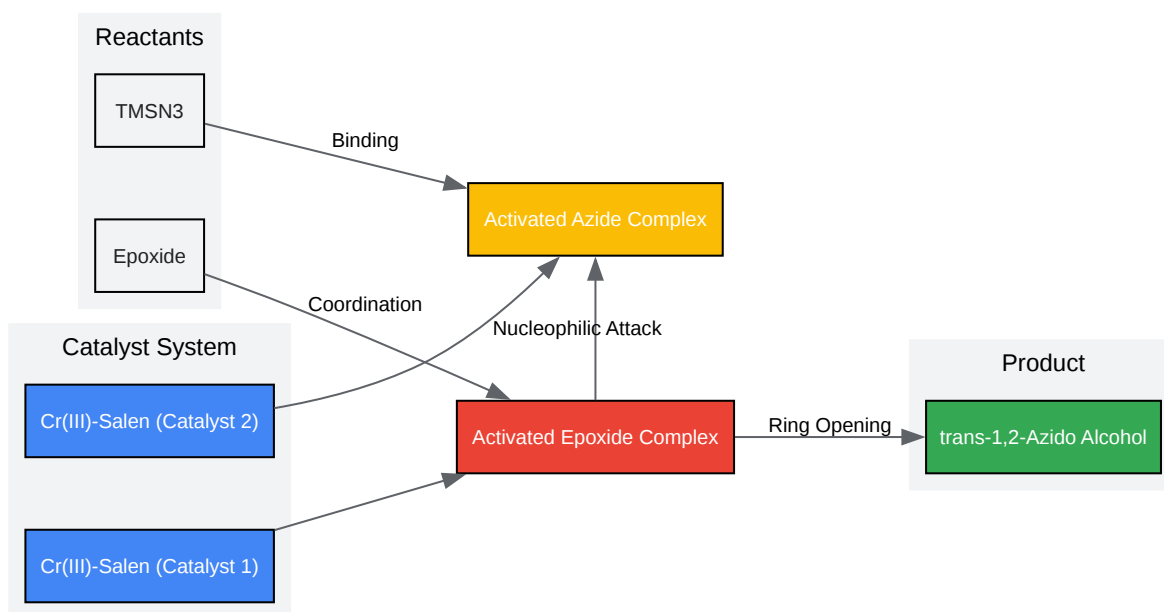 Reactants
TMSN3
Binding
Activated Azide Complex
Epoxide
Coordination
Nucleophilic Attack
Catalyst System
Product
Cr(III)-Salen (Catalyst 2)
Activated Epoxide Complex
Ring Opening
trans-1,2-Azido Alcohol
Cr(III)-Salen (Catalyst 1)